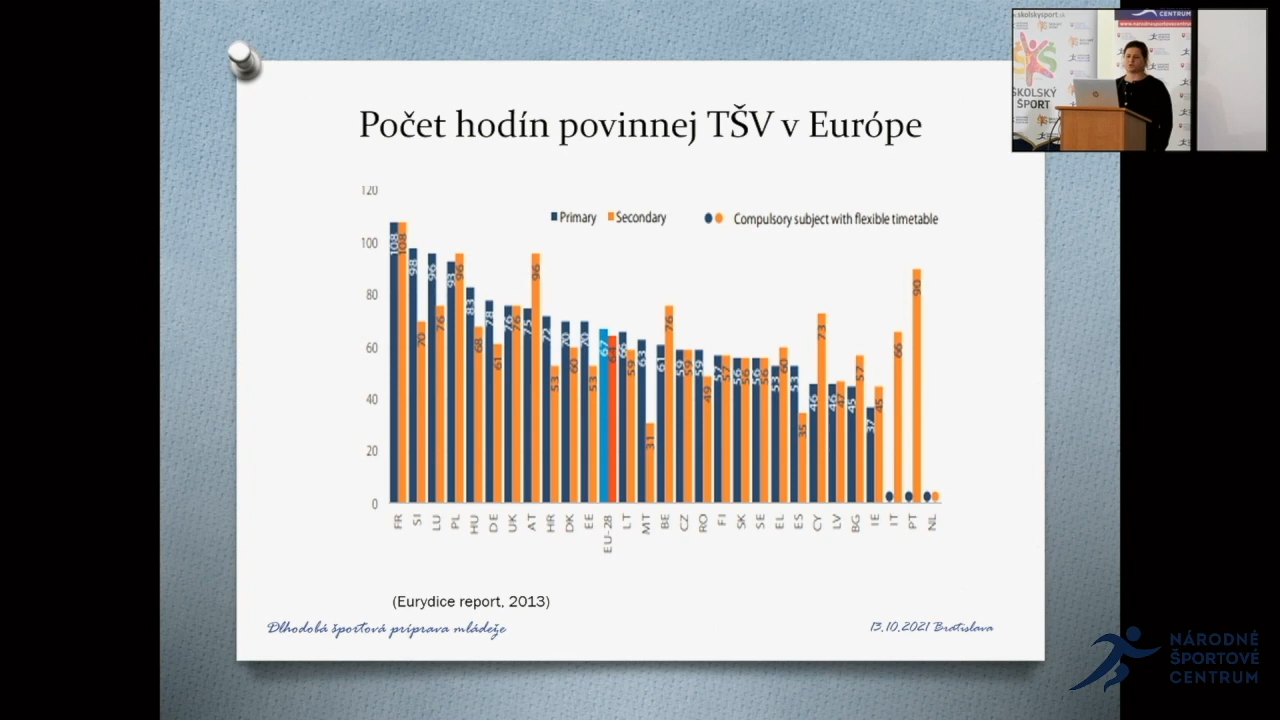 Počet hodín povinnej TŠV v Európe
120
100
80
60
40
20
0
Primary
Secondary
Compulsory subject with flexible timetable
108 108 98 70 96 76 93 96 83 68 78 61 76 76 75 96 72 53 70 60 70 53 67 64 66 59 63 31 61 76 59 59 59 49 57 57 56 56 56 56 53 60 53 35 46 73 46 47 45 57 37 45 66 90
FR SI LU PL HU DE UK AT HR DK EE EU-28 LT MT BE CZ RO FI SK SE EL ES CY LV BG IE IT PT NL
(Eurydice report, 2013)
Dlhodobá športová príprava mládeže
13.10.2021 Bratislava
ŠKOLSKÝ
ŠPORT
CENTRUM
NÁRODNÉ
ŠPORTOVÉ
CENTRUM